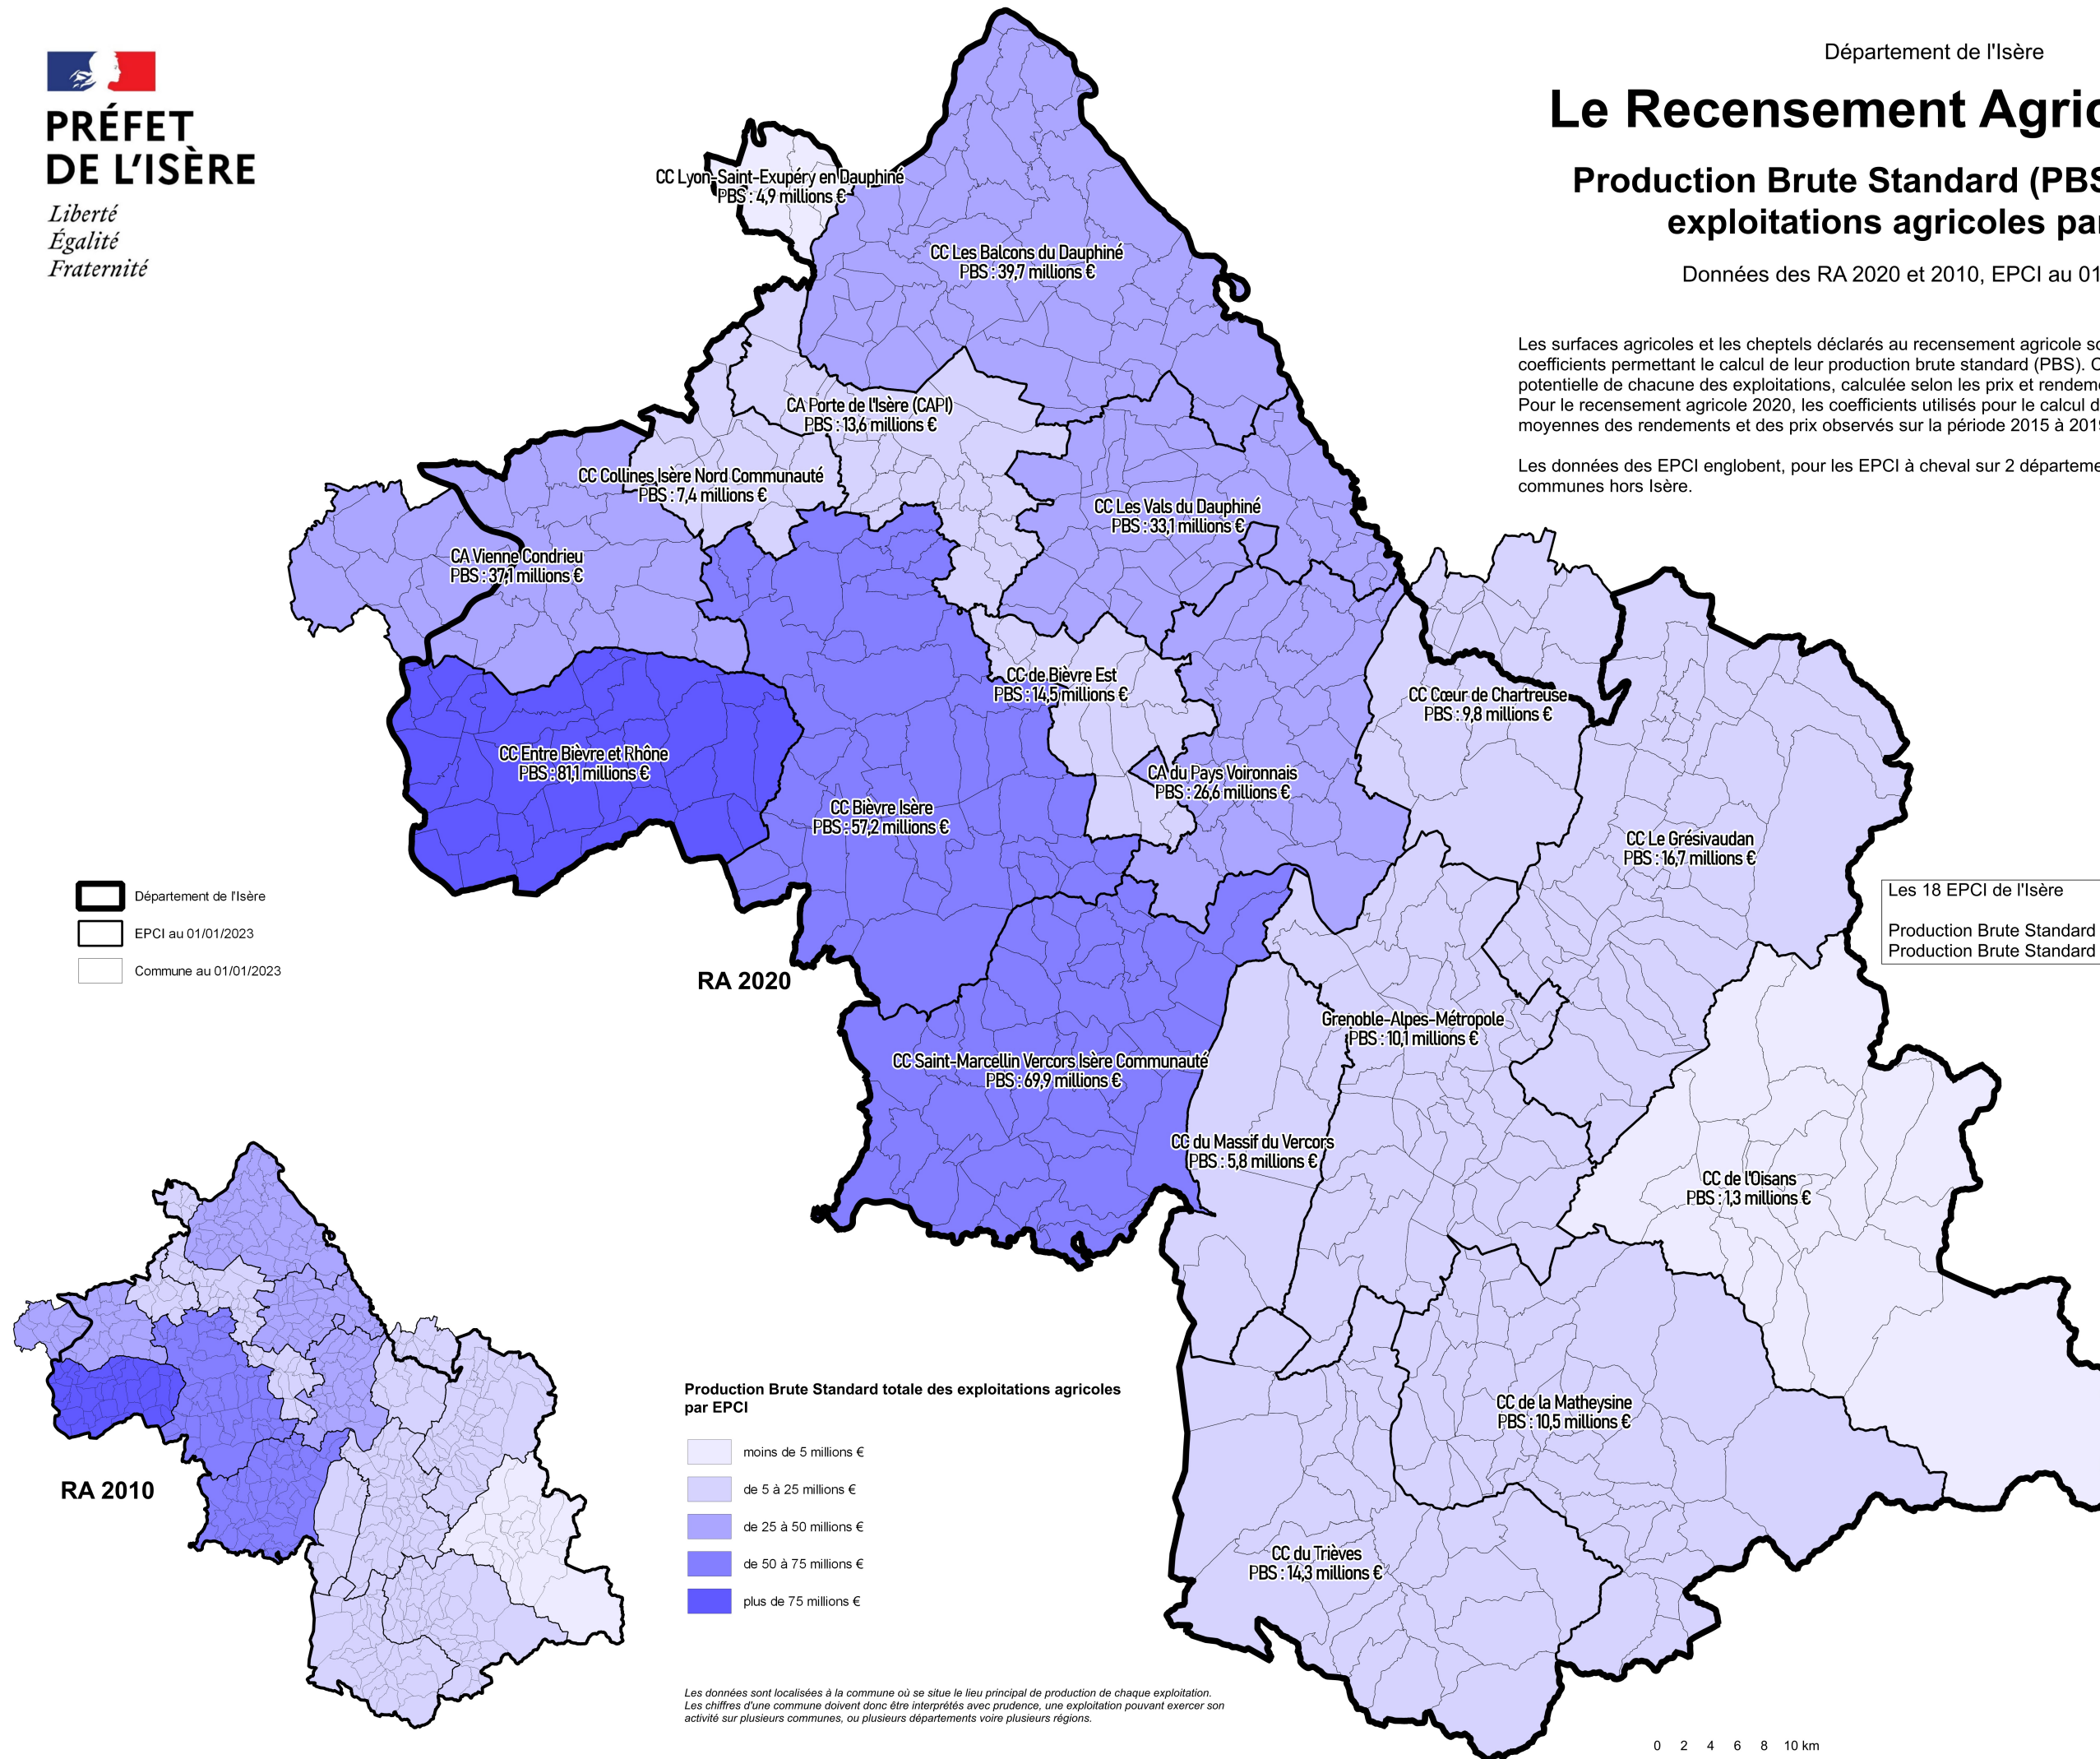 PRÉFET
DE L'ISÈRE
Liberté
Égalité
Fraternité
Département de l'Isère
Le Recensement Agric
Production Brute Standard (PBS
exploitations agricoles par
Données des RA 2020 et 2010, EPCI au 01
Les surfaces agricoles et les cheptels déclarés au recensement agricole so
coefficients permettant le calcul de leur production brute standard (PBS). C
potentielle de chacune des exploitations, calculée selon les prix et rendeme
Pour le recensement agricole 2020, les coefficients utilisés pour le calcul d
moyennes des rendements et des prix observés sur la période 2015 à 2019
Les données des EPCI englobent, pour les EPCI à cheval sur 2 départeme
communes hors Isère.
CC Lyon-Saint-Exupéry en Dauphiné
PBS : 4,9 millions €
CC Les Balcons du Dauphiné
PBS : 39,7 millions €
CA Porte de l'Isère (CAPI)
PBS : 13,6 millions €
CC Collines Isère Nord Communauté
PBS : 7,4 millions €
CC Les Vals du Dauphiné
PBS : 33,1 millions €
CA Vienne Condrieu
PBS : 37,1 millions €
CC de Bièvre Est
PBS : 14,5 millions €
CC Cœur de Chartreuse
PBS : 9,8 millions €
CC Entre Bièvre et Rhône
PBS : 81,1 millions €
CA du Pays Voironnais
PBS : 26,6 millions €
CC Bièvre Isère
PBS : 57,2 millions €
CC Le Grésivaudan
PBS : 16,7 millions €
Département de l'Isère
EPCI au 01/01/2023
Commune au 01/01/2023
Les 18 EPCI de l'Isère
Production Brute Standard
Production Brute Standard
RA 2020
Grenoble-Alpes-Métropole
PBS : 10,1 millions €
CC Saint-Marcellin Vercors Isère Communauté
PBS : 69,9 millions €
CC du Massif du Vercors
PBS : 5,8 millions €
CC de l'Oisans
PBS : 1,3 millions €
CC de la Matheysine
PBS : 10,5 millions €
CC du Trièves
PBS : 14,3 millions €
RA 2010
Production Brute Standard totale des exploitations agricoles
par EPCI
moins de 5 millions €
de 5 à 25 millions €
de 25 à 50 millions €
de 50 à 75 millions €
plus de 75 millions €
Les données sont localisées à la commune où se situe le lieu principal de production de chaque exploitation.
Les chiffres d'une commune doivent donc être interprétés avec prudence, une exploitation pouvant exercer son
activité sur plusieurs communes, ou plusieurs départements voire plusieurs régions.
0 2 4 6 8 10 km